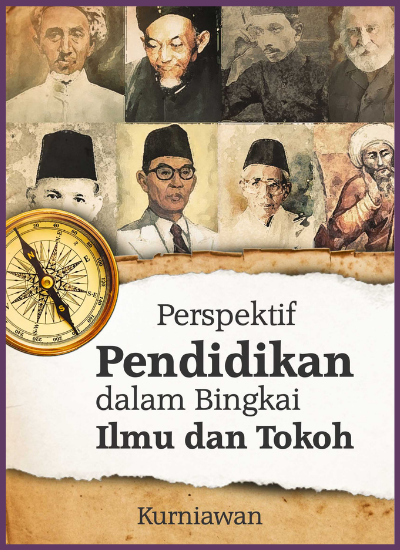 Perspektif
Pendidikan
dalam Bingkai
Ilmu dan Tokoh
Kurniawan